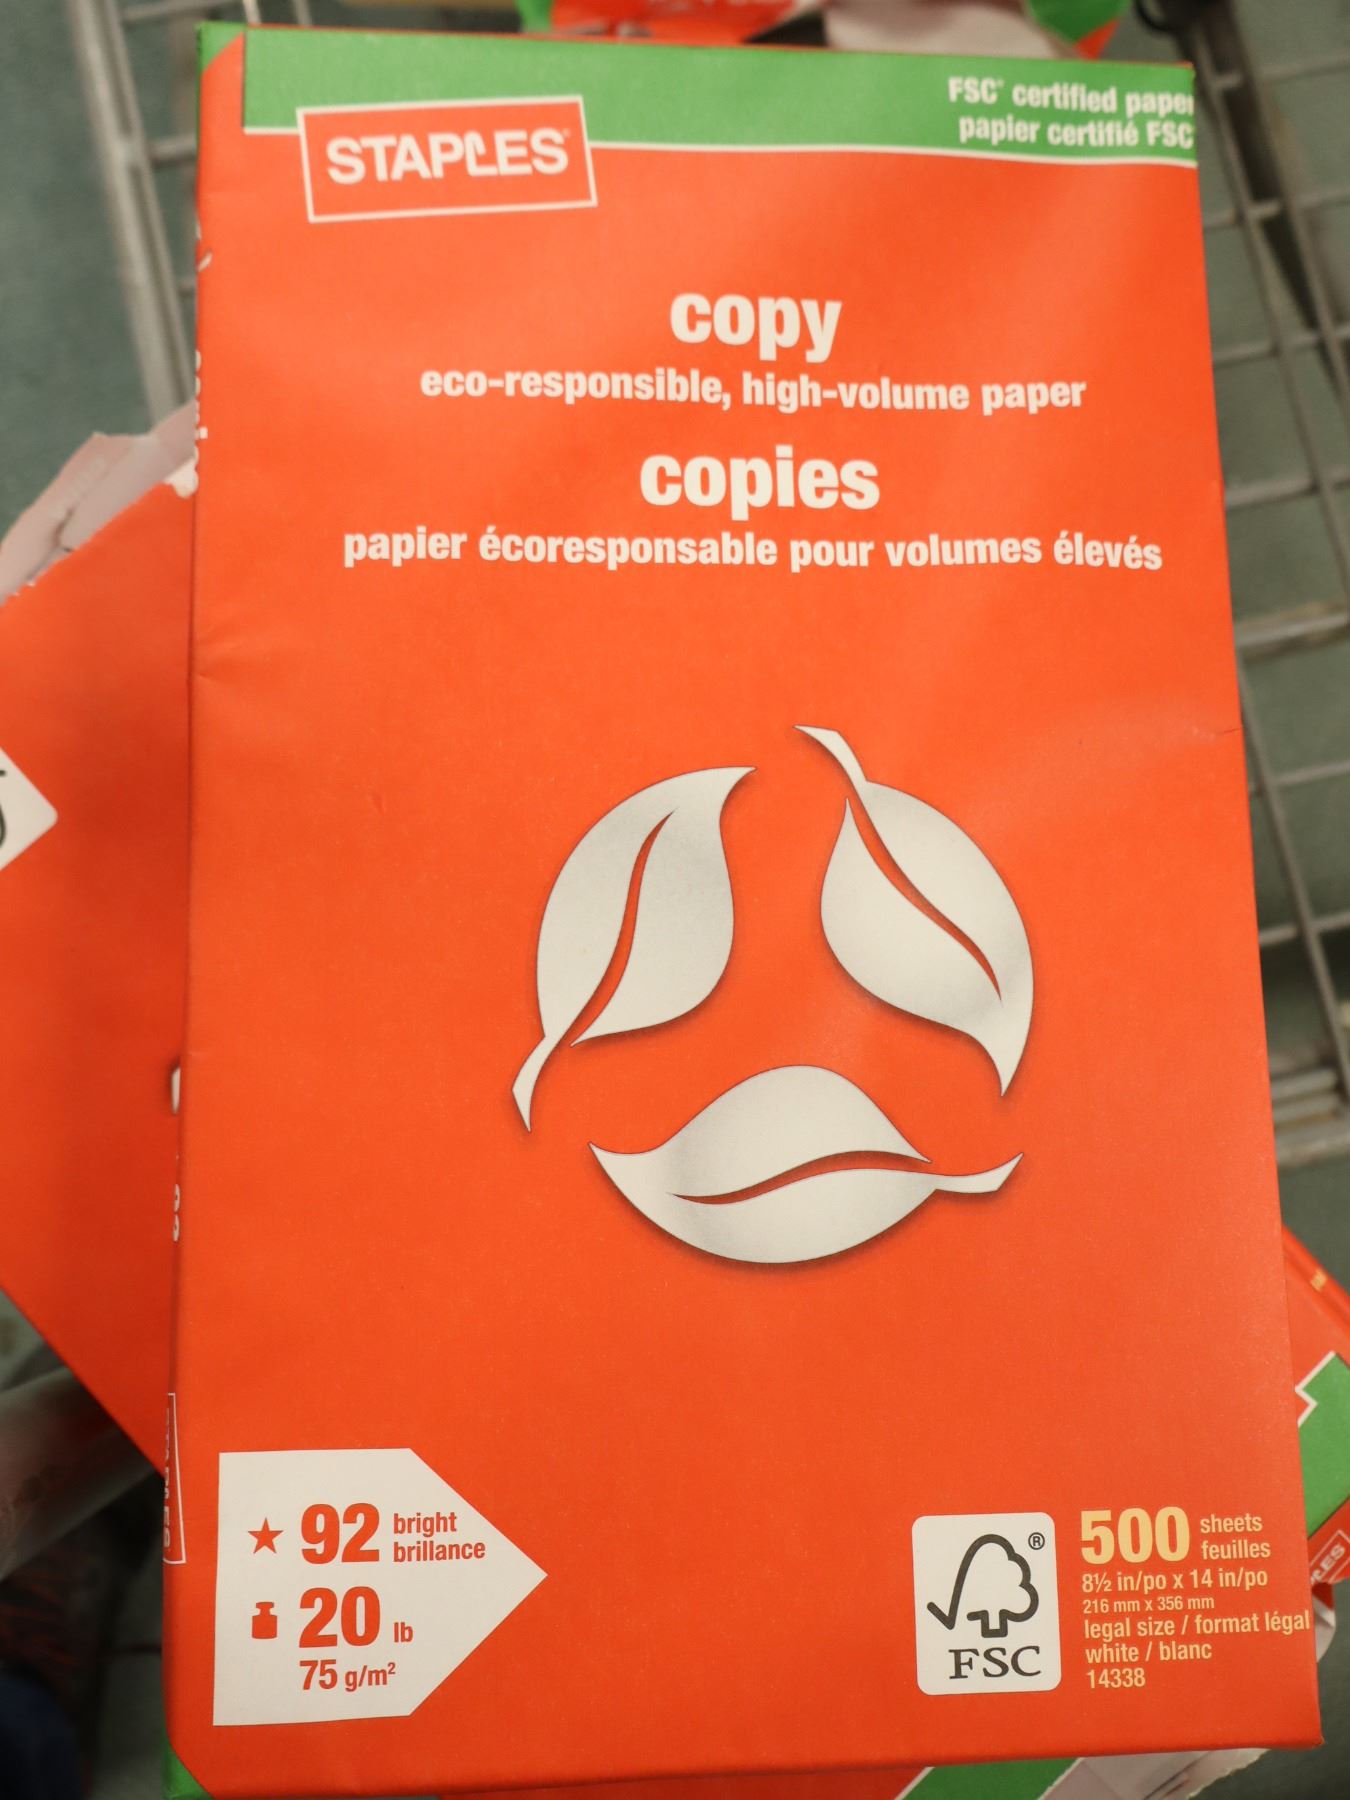 FSC® certified paper
papier certifié FSC
STAPLES®
copy
eco-responsible, high-volume paper
copies
papier écoresponsable pour volumes élevés
92 bright
brillance
20 lb
75 g/m²
®
FSC
500 sheets
feuilles
8½ in/po x 14 in/po
216 mm x 356 mm
legal size / format légal
white / blanc
14338